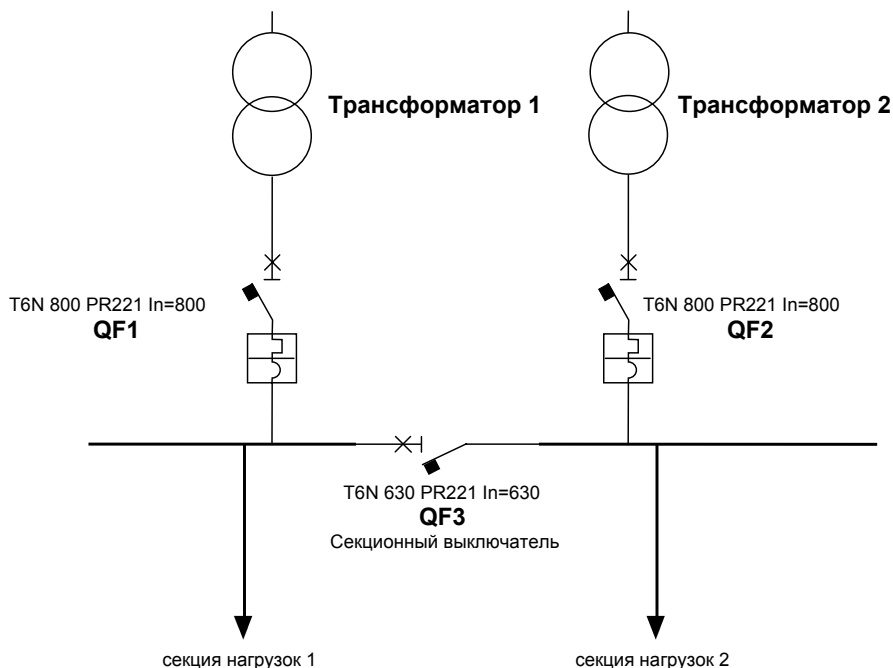 Трансформатор 1
Трансформатор 2
T6N 800 PR221 In=800
QF1
T6N 800 PR221 In=800
QF2
T6N 630 PR221 In=630
QF3
Секционный выключатель
секция нагрузок 1
секция нагрузок 2